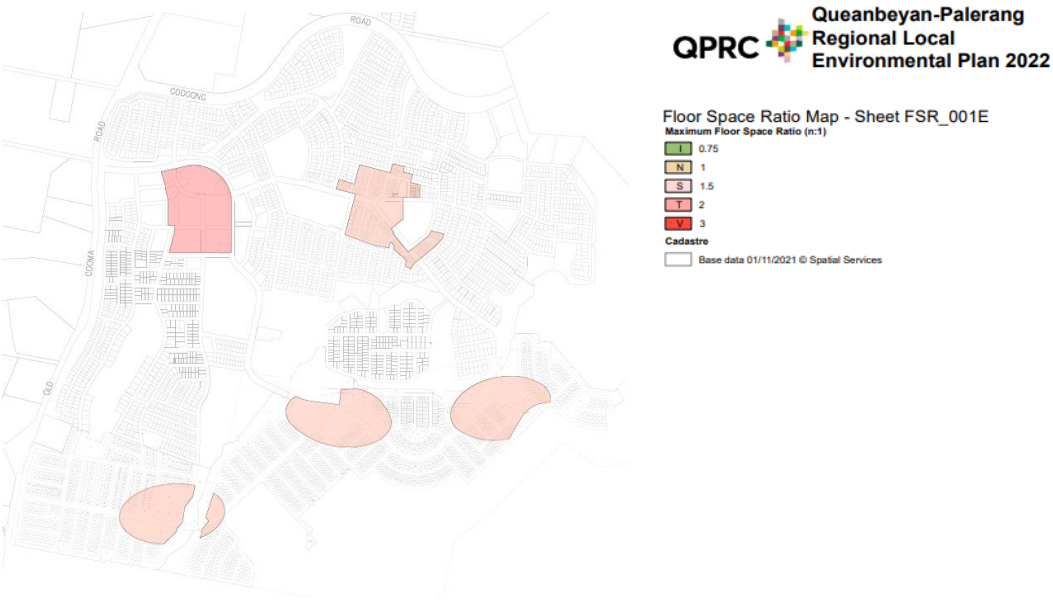 ROAD
GOOGONG
ROAD
COOMA
OLD
QPRC
Queanbeyan-Palerang
Regional Local
Environmental Plan 2022
Floor Space Ratio Map - Sheet FSR_001E
Maximum Floor Space Ratio (n:1)
I 0.75
N 1
S 1.5
T 2
V 3
Cadastre
Base data 01/11/2021 © Spatial Services